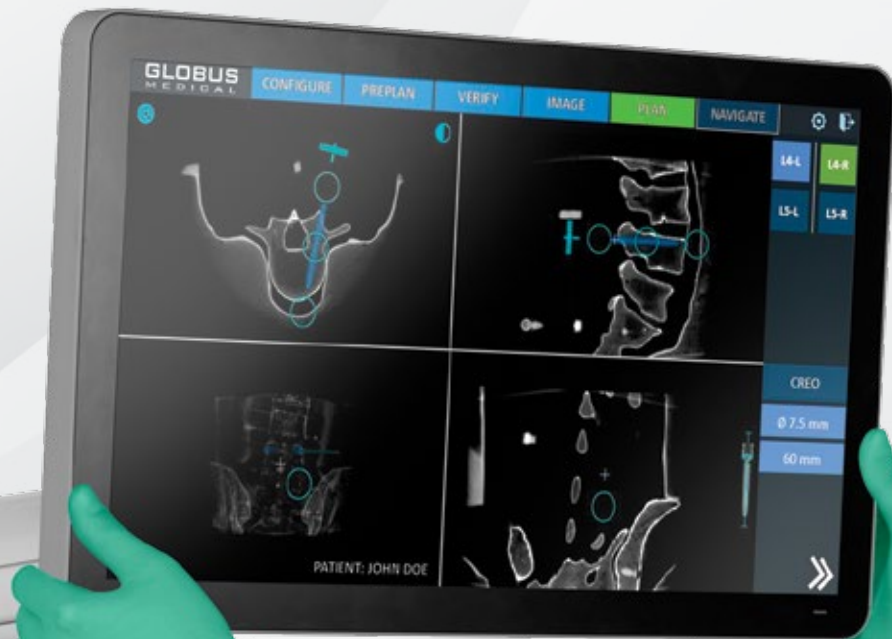 GLOBUS
MEDICAL
CONFIGURE
PREPLAN
VERIFY
IMAGE
PLAN
NAVIGATE
L4-L
L4-R
L5-L
L5-R
CREO
Ø 7.5 mm
60 mm
PATIENT: JOHN DOE